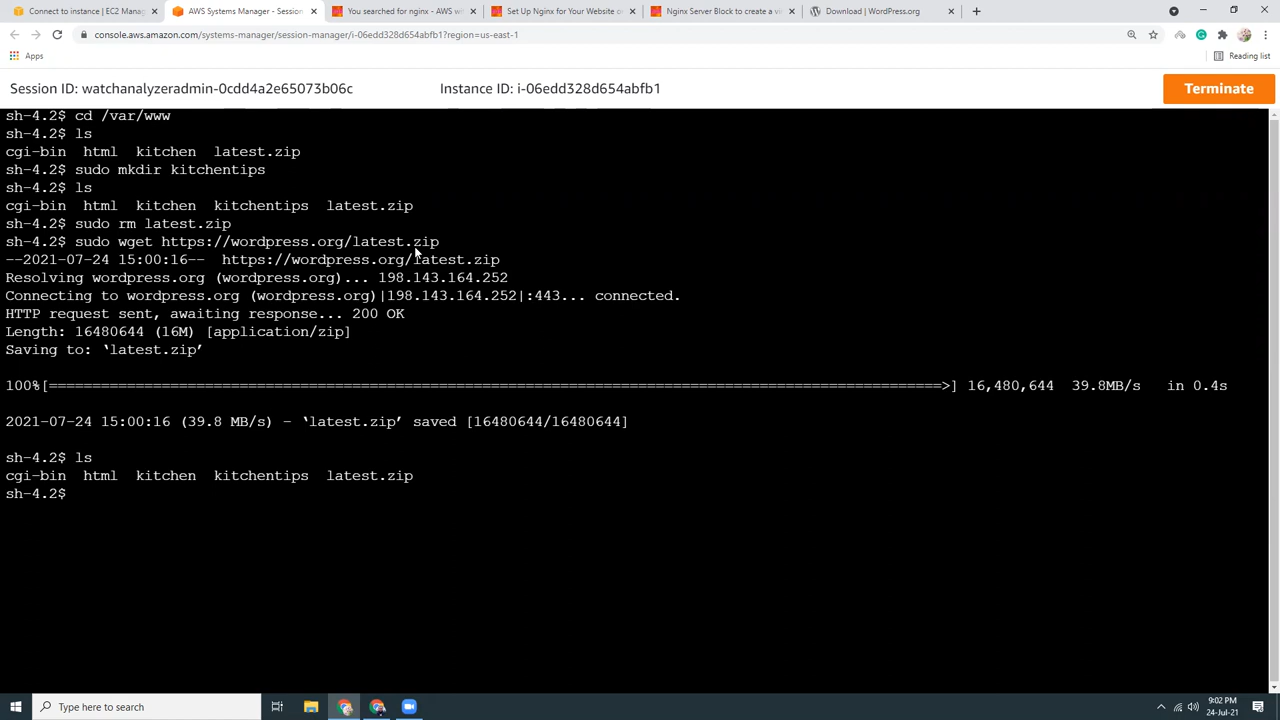 Connect to instance | EC2 Manag
AWS Systems Manager - Session
You searched for nginx - AWS wi
Set Up Nginx for Your Website o
Nginx Server Block to create a vi
Download | WordPress.org
console.aws.amazon.com/systems-manager/session-manager/i-06edd328d654abfb1?region=us-east-1
Apps
Reading list
Session ID: watchanalyzeradmin-0cdd4a2e65073b06c
Instance ID: i-06edd328d654abfb1
Terminate
sh-4.2$ cd /var/www
sh-4.2$ ls
cgi-bin html kitchen latest.zip
sh-4.2$ sudo mkdir kitchentips
sh-4.2$ ls
cgi-bin html kitchen kitchentips latest.zip
sh-4.2$ sudo rm latest.zip
sh-4.2$ sudo wget https://wordpress.org/latest.zip
--2021-07-24 15:00:16-- https://wordpress.org/latest.zip
Resolving wordpress.org (wordpress.org)... 198.143.164.252
Connecting to wordpress.org (wordpress.org)|198.143.164.252|:443... connected.
HTTP request sent, awaiting response... 200 OK
Length: 16480644 (16M) [application/zip]
Saving to: ‘latest.zip’
100%[===================================================================================================>] 16,480,644 39.8MB/s in 0.4s
2021-07-24 15:00:16 (39.8 MB/s) - ‘latest.zip’ saved [16480644/16480644]
sh-4.2$ ls
cgi-bin html kitchen kitchentips latest.zip
sh-4.2$
Type here to search
9:02 PM
24-Jul-21